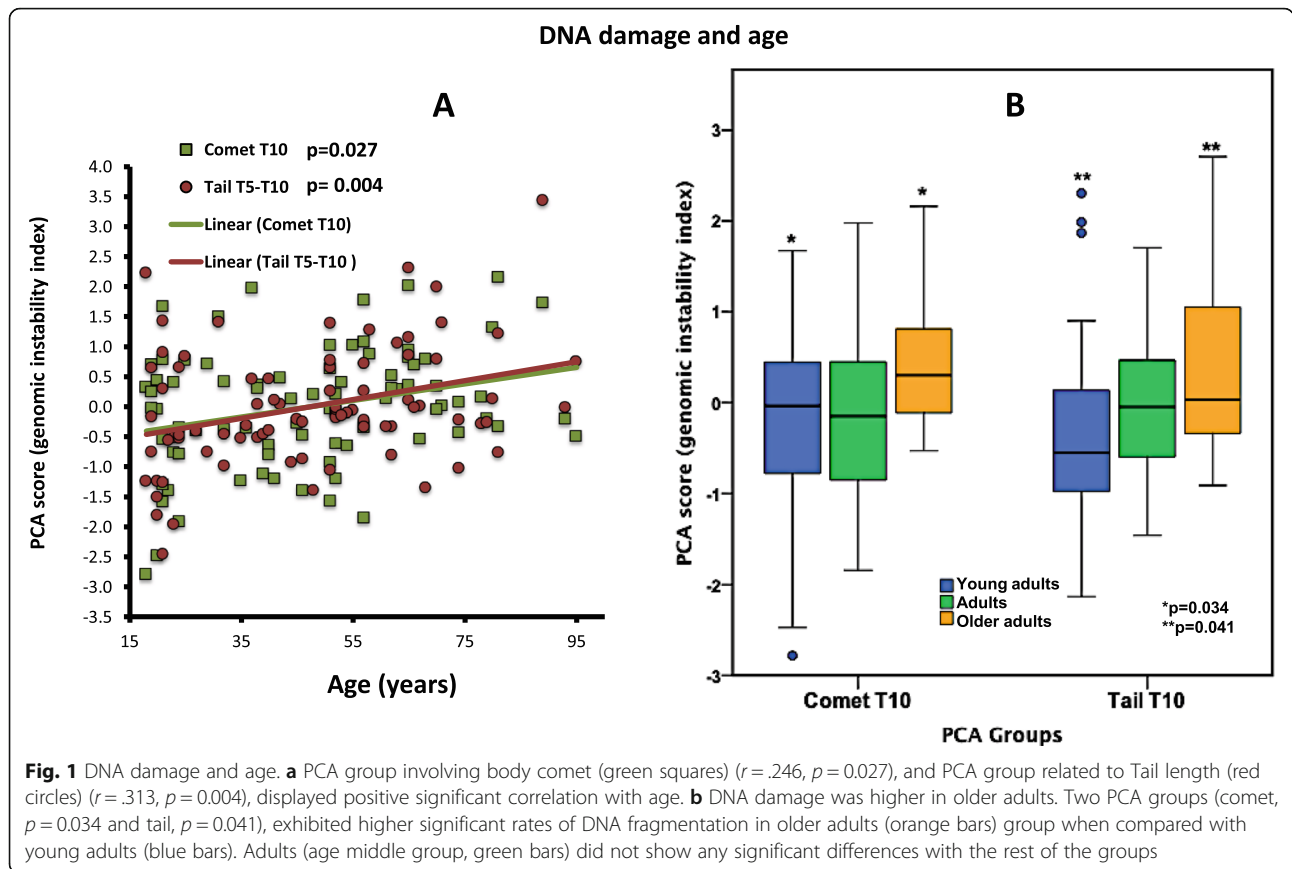 DNA damage and age
A
Comet T10 p=0.027
Tail T5-T10 p= 0.004
Linear (Comet T10)
Linear (Tail T5-T10 )
PCA score (genomic instability index)
4.0
3.5
3.0
2.5
2.0
1.5
1.0
0.5
0.0
-0.5
-1.0
-1.5
-2.0
-2.5
-3.0
-3.5
15 35 55 75 95
Age (years)
B
PCA score (genomic instability index)
3
2
1
0
-1
-2
-3
* * ** **
Young adults
Adults
Older adults
*p=0.034
**p=0.041
Comet T10 Tail T10
PCA Groups
Fig. 1 DNA damage and age. a PCA group involving body comet (green squares) (r = .246, p = 0.027), and PCA group related to Tail length (red
circles) (r = .313, p = 0.004), displayed positive significant correlation with age. b DNA damage was higher in older adults. Two PCA groups (comet,
p = 0.034 and tail, p = 0.041), exhibited higher significant rates of DNA fragmentation in older adults (orange bars) group when compared with
young adults (blue bars). Adults (age middle group, green bars) did not show any significant differences with the rest of the groups